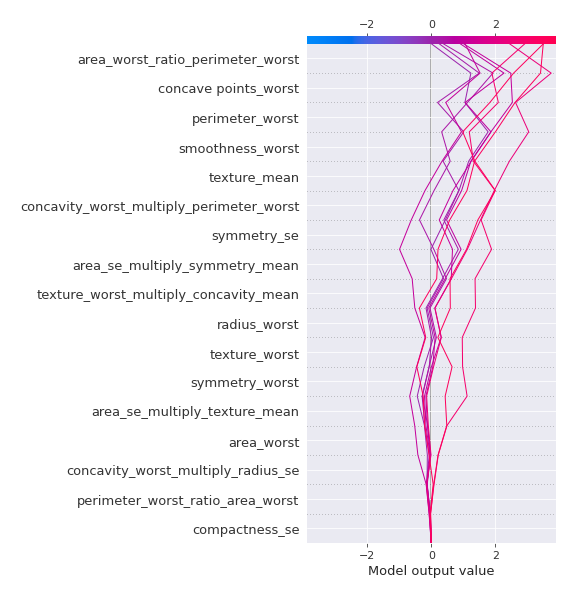 −2 0 2
area_worst_ratio_perimeter_worst
concave points_worst
perimeter_worst
smoothness_worst
texture_mean
concavity_worst_multiply_perimeter_worst
symmetry_se
area_se_multiply_symmetry_mean
texture_worst_multiply_concavity_mean
radius_worst
texture_worst
symmetry_worst
area_se_multiply_texture_mean
area_worst
concavity_worst_multiply_radius_se
perimeter_worst_ratio_area_worst
compactness_se
−2 0 2
Model output value